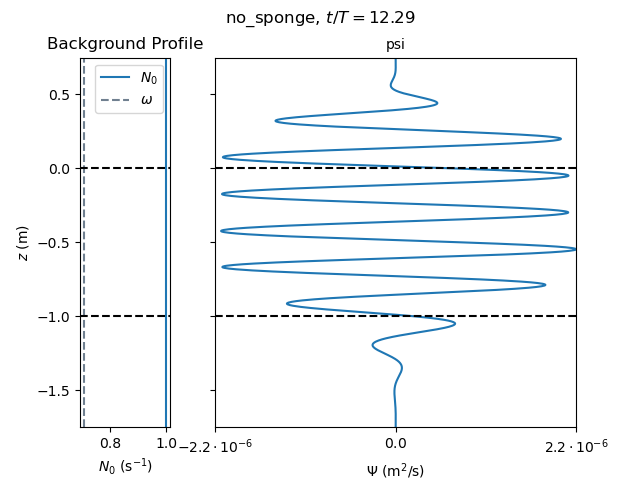 no_sponge, t/T = 12.29
Background Profile
psi
N₀
ω
0.5
0.0
−0.5
−1.0
−1.5
z (m)
0.8
1.0
−2.2 · 10⁻⁶
0.0
2.2 · 10⁻⁶
N₀ (s⁻¹)
Ψ (m²/s)